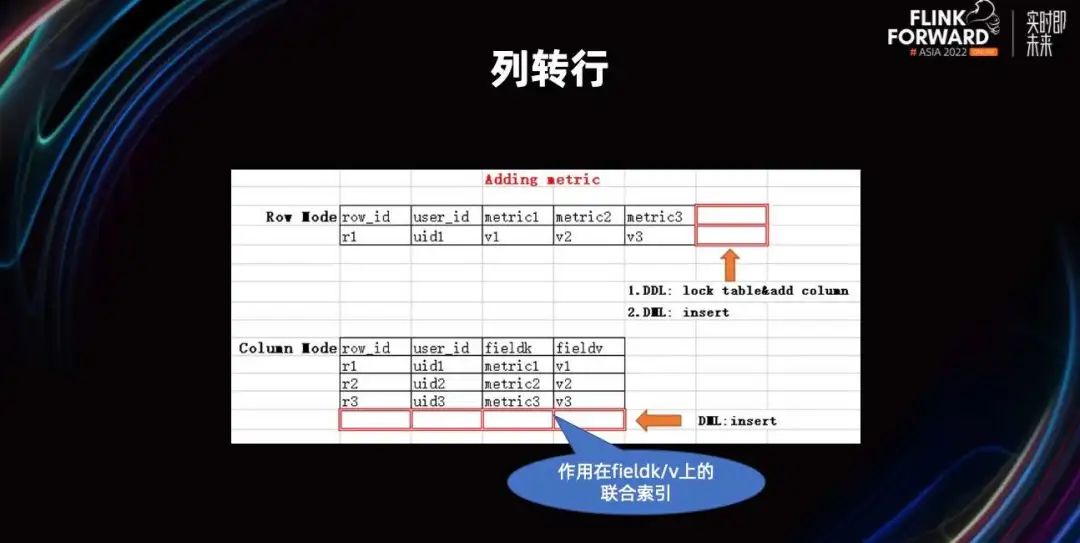 FLINK
FORWARD
# ASIA 2022 ONLINE
实时即
未来
列转行
Adding metric
Row Mode row_id user_id metric1 metric2 metric3
r1 uid1 v1 v2 v3
1.DDL: lock table&add column
2.DML: insert
Column Mode row_id user_id fieldk fieldv
r1 uid1 metric1 v1
r2 uid2 metric2 v2
r3 uid3 metric3 v3
DML:insert
作用在fieldk/v上的
联合索引